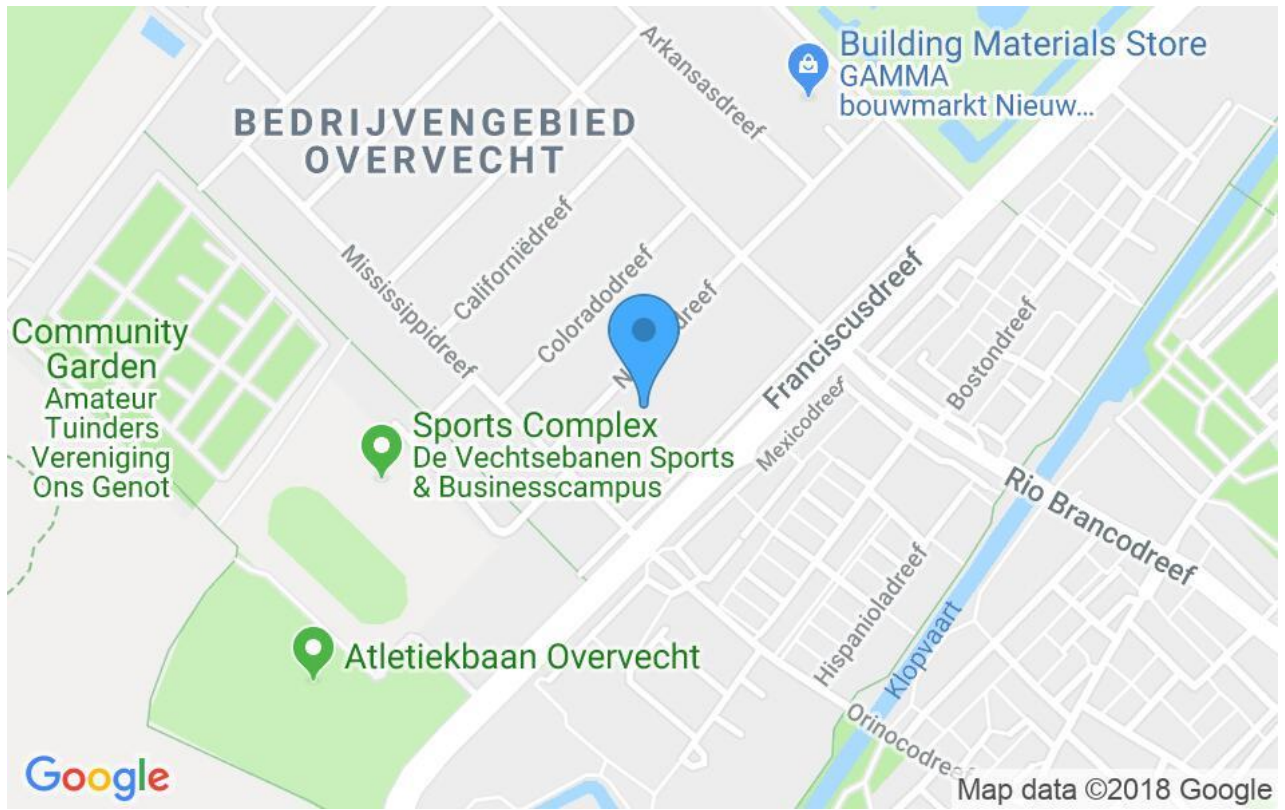 Arkansasdreef
Building Materials Store
GAMMA
bouwmarkt Nieuw...
BEDRIJVENGEBIED
OVERVECHT
Californiëdreef
Mississippidreef
Coloradodreef
Franciscusdreef
Bostondreef
Community
Garden
Amateur
Tuinders
Vereniging
Ons Genot
Mexicodreef
Sports Complex
De Vechtsebanen Sports
& Businesscampus
Rio Brancodreef
Hispanioladreef
Klopvaart
Atletiekbaan Overvecht
Orinocodreef
Google
Map data ©2018 Google